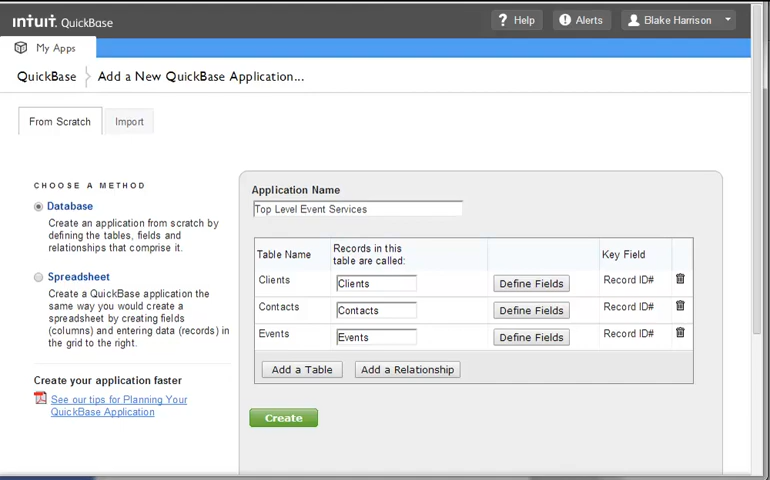 intuit. QuickBase
Help
Alerts
Blake Harrison
My Apps
QuickBase
Add a New QuickBase Application...
From Scratch
Import
CHOOSE A METHOD
Database
Create an application from scratch by
defining the tables, fields and
relationships that comprise it.
Spreadsheet
Create a QuickBase application the
same way you would create a
spreadsheet by creating fields
(columns) and entering data (records) in
the grid to the right.
Create your application faster
See our tips for Planning Your
QuickBase Application
Application Name
Top Level Event Services
Table Name
Records in this
table are called:
Key Field
Clients Clients Define Fields Record ID#
Contacts Contacts Define Fields Record ID#
Events Events Define Fields Record ID#
Add a Table Add a Relationship
Create